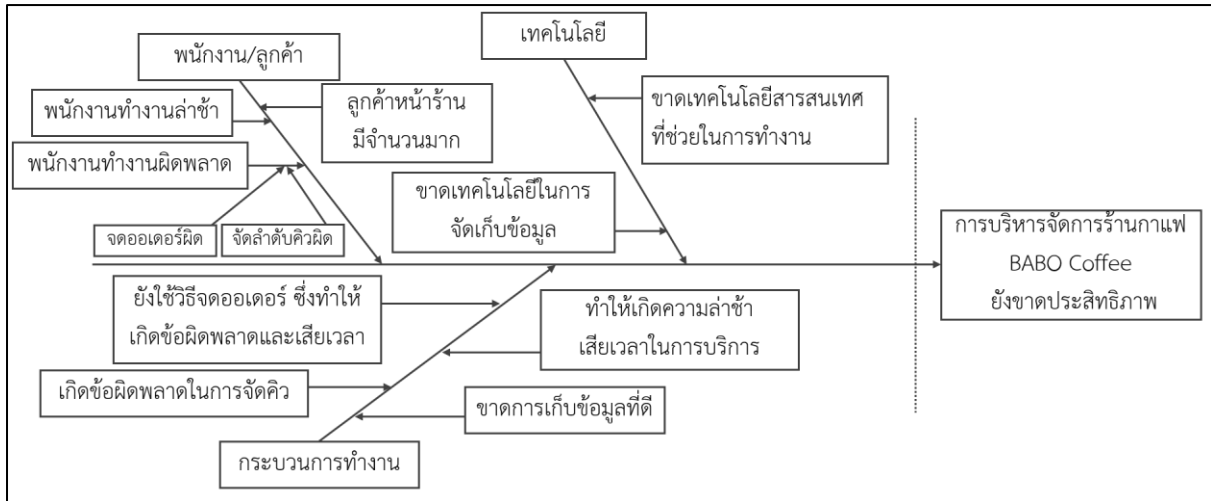 เทคโนโลยี
พนักงาน/ลูกค้า
พนักงานทำงานล่าช้า
ลูกค้าหน้าร้าน
มีจำนวนมาก
ขาดเทคโนโลยีสารสนเทศ
ที่ช่วยในการทำงาน
พนักงานทำงานผิดพลาด
ขาดเทคโนโลยีในการ
จัดเก็บข้อมูล
จดออเดอร์ผิด
จัดลำดับคิวผิด
การบริหารจัดการร้านกาแฟ
BABO Coffee
ยังขาดประสิทธิภาพ
ยังใช้วิธีจดออเดอร์ ซึ่งทำให้
เกิดข้อผิดพลาดและเสียเวลา
ทำให้เกิดความล่าช้า
เสียเวลาในการบริการ
เกิดข้อผิดพลาดในการจัดคิว
ขาดการเก็บข้อมูลที่ดี
กระบวนการทำงาน